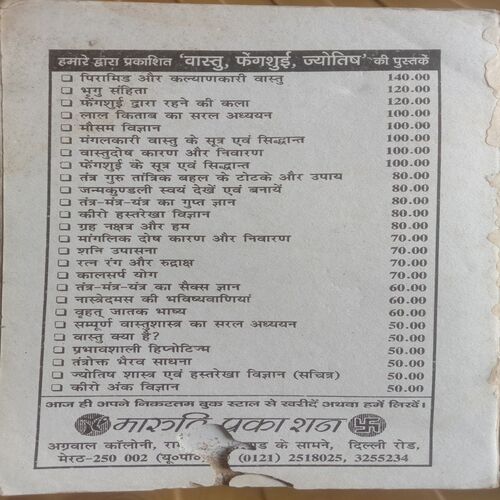 हमारे द्वारा प्रकाशित 'वास्तु, फेंगशुई, ज्योतिष' की पुस्तकें
❑ पिरामिड और कल्याणकारी वास्तु 140.00
❑ भृगु संहिता 120.00
❑ फेंगशुई द्वारा रहने की कला 120.00
❑ लाल किताब का सरल अध्ययन 100.00
❑ मौसम विज्ञान 100.00
❑ मंगलकारी वास्तु के सूत्र एवं सिद्धान्त 100.00
❑ वास्तुदोष कारण और निवारण 100.00
❑ फेंगशुई के सूत्र एवं सिद्धान्त 100.00
❑ तंत्र गुरु तांत्रिक बहल के टोटके और उपाय 80.00
❑ जन्मकुण्डली स्वयं देखें एवं बनायें 80.00
❑ तंत्र-मंत्र-यंत्र का गुप्त ज्ञान 80.00
❑ कीरो हस्तरेखा विज्ञान 80.00
❑ ग्रह नक्षत्र और हम 80.00
❑ मांगलिक दोष कारण और निवारण 70.00
❑ शनि उपासना 70.00
❑ रत्न रंग और रुद्राक्ष 70.00
❑ कालसर्प योग 70.00
❑ तंत्र-मंत्र-यंत्र का सैक्स ज्ञान 60.00
❑ नास्त्रेदमस की भविष्यवाणियां 60.00
❑ वृहत् जातक भाष्य 60.00
❑ सम्पूर्ण वास्तुशास्त्र का सरल अध्ययन 50.00
❑ वास्तु क्या है? 50.00
❑ प्रभावशाली हिप्नोटिज्म 50.00
❑ तंत्रोक्त भैरव साधना 50.00
❑ ज्योतिष शास्त्र एवं हस्तरेखा विज्ञान (सचित्र) 50.00
❑ कीरो अंक विज्ञान 50.00
आज ही अपने निकटतम बुक स्टाल से खरीदें अथवा हमें लिखें।
मारुति प्रकाशन
अग्रवाल कॉलोनी, के सामने, दिल्ली रोड,
मेरठ-250 002 (यू०पा० (0121) 2518025, 3255234